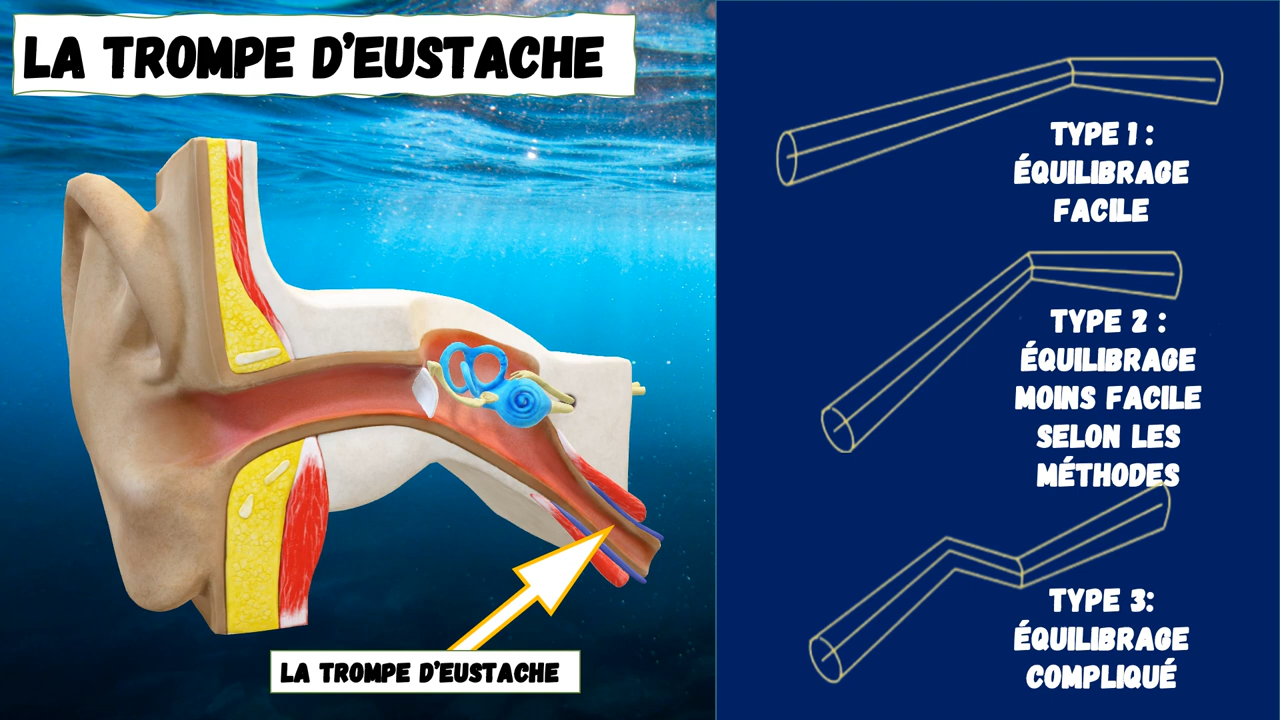 LA TROMPE D'EUSTACHE
LA TROMPE D'EUSTACHE
TYPE 1 :
ÉQUILIBRAGE
FACILE
TYPE 2 :
ÉQUILIBRAGE
MOINS FACILE
SELON LES
MÉTHODES
TYPE 3:
ÉQUILIBRAGE
COMPLIQUÉ